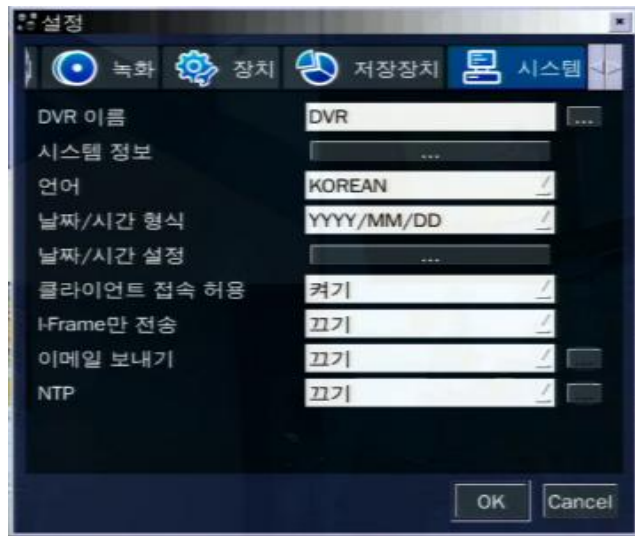 설정
녹화 장치 저장장치 시스템
DVR 이름 DVR ...
시스템 정보 ...
언어 KOREAN
날짜/시간 형식 YYYY/MM/DD
날짜/시간 설정 ...
클라이언트 접속 허용 켜기
I-Frame만 전송 끄기
이메일 보내기 끄기 ...
NTP 끄기 ...
OK Cancel